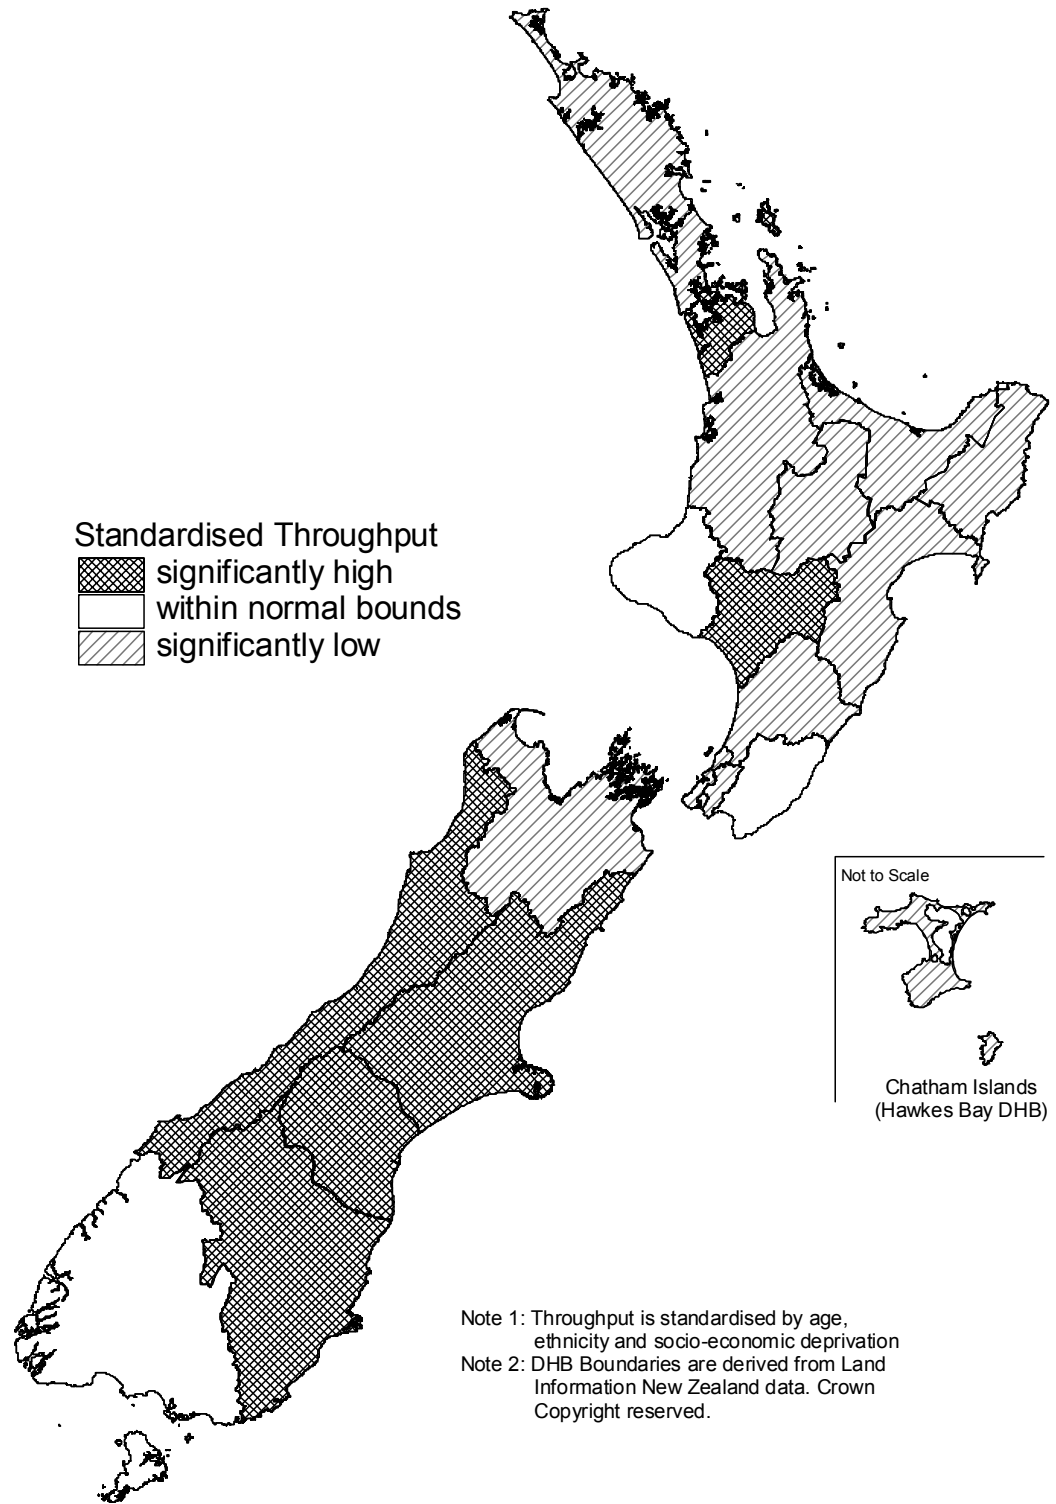 Standardised Throughput
significantly high
within normal bounds
significantly low
Not to Scale
Chatham Islands
(Hawkes Bay DHB)
Note 1: Throughput is standardised by age,
ethnicity and socio-economic deprivation
Note 2: DHB Boundaries are derived from Land
Information New Zealand data. Crown
Copyright reserved.